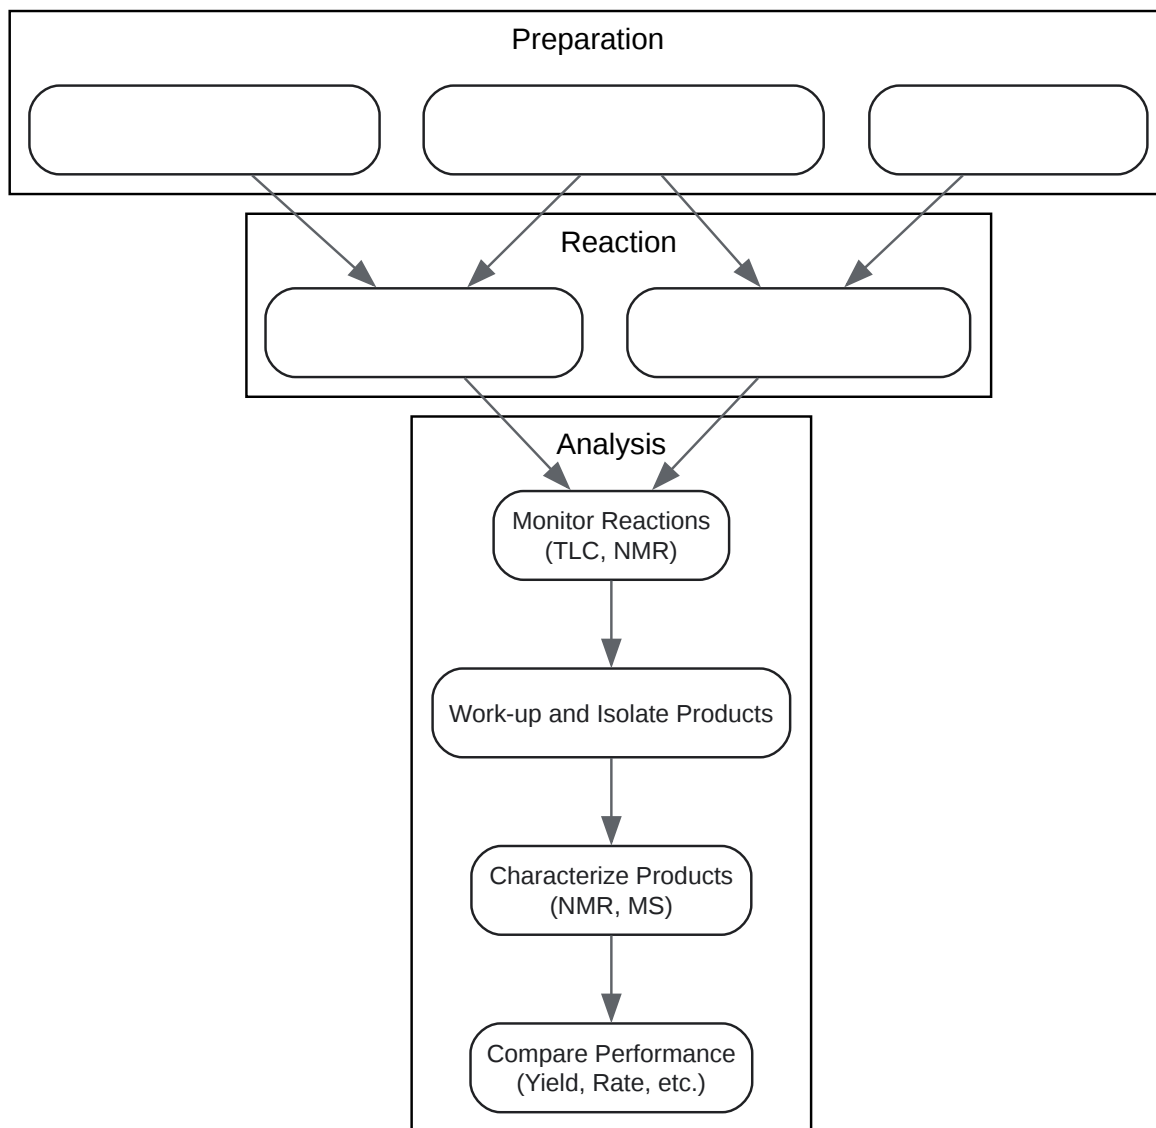 Preparation
Reaction
Analysis
Monitor Reactions
(TLC, NMR)
Work-up and Isolate Products
Characterize Products
(NMR, MS)
Compare Performance
(Yield, Rate, etc.)